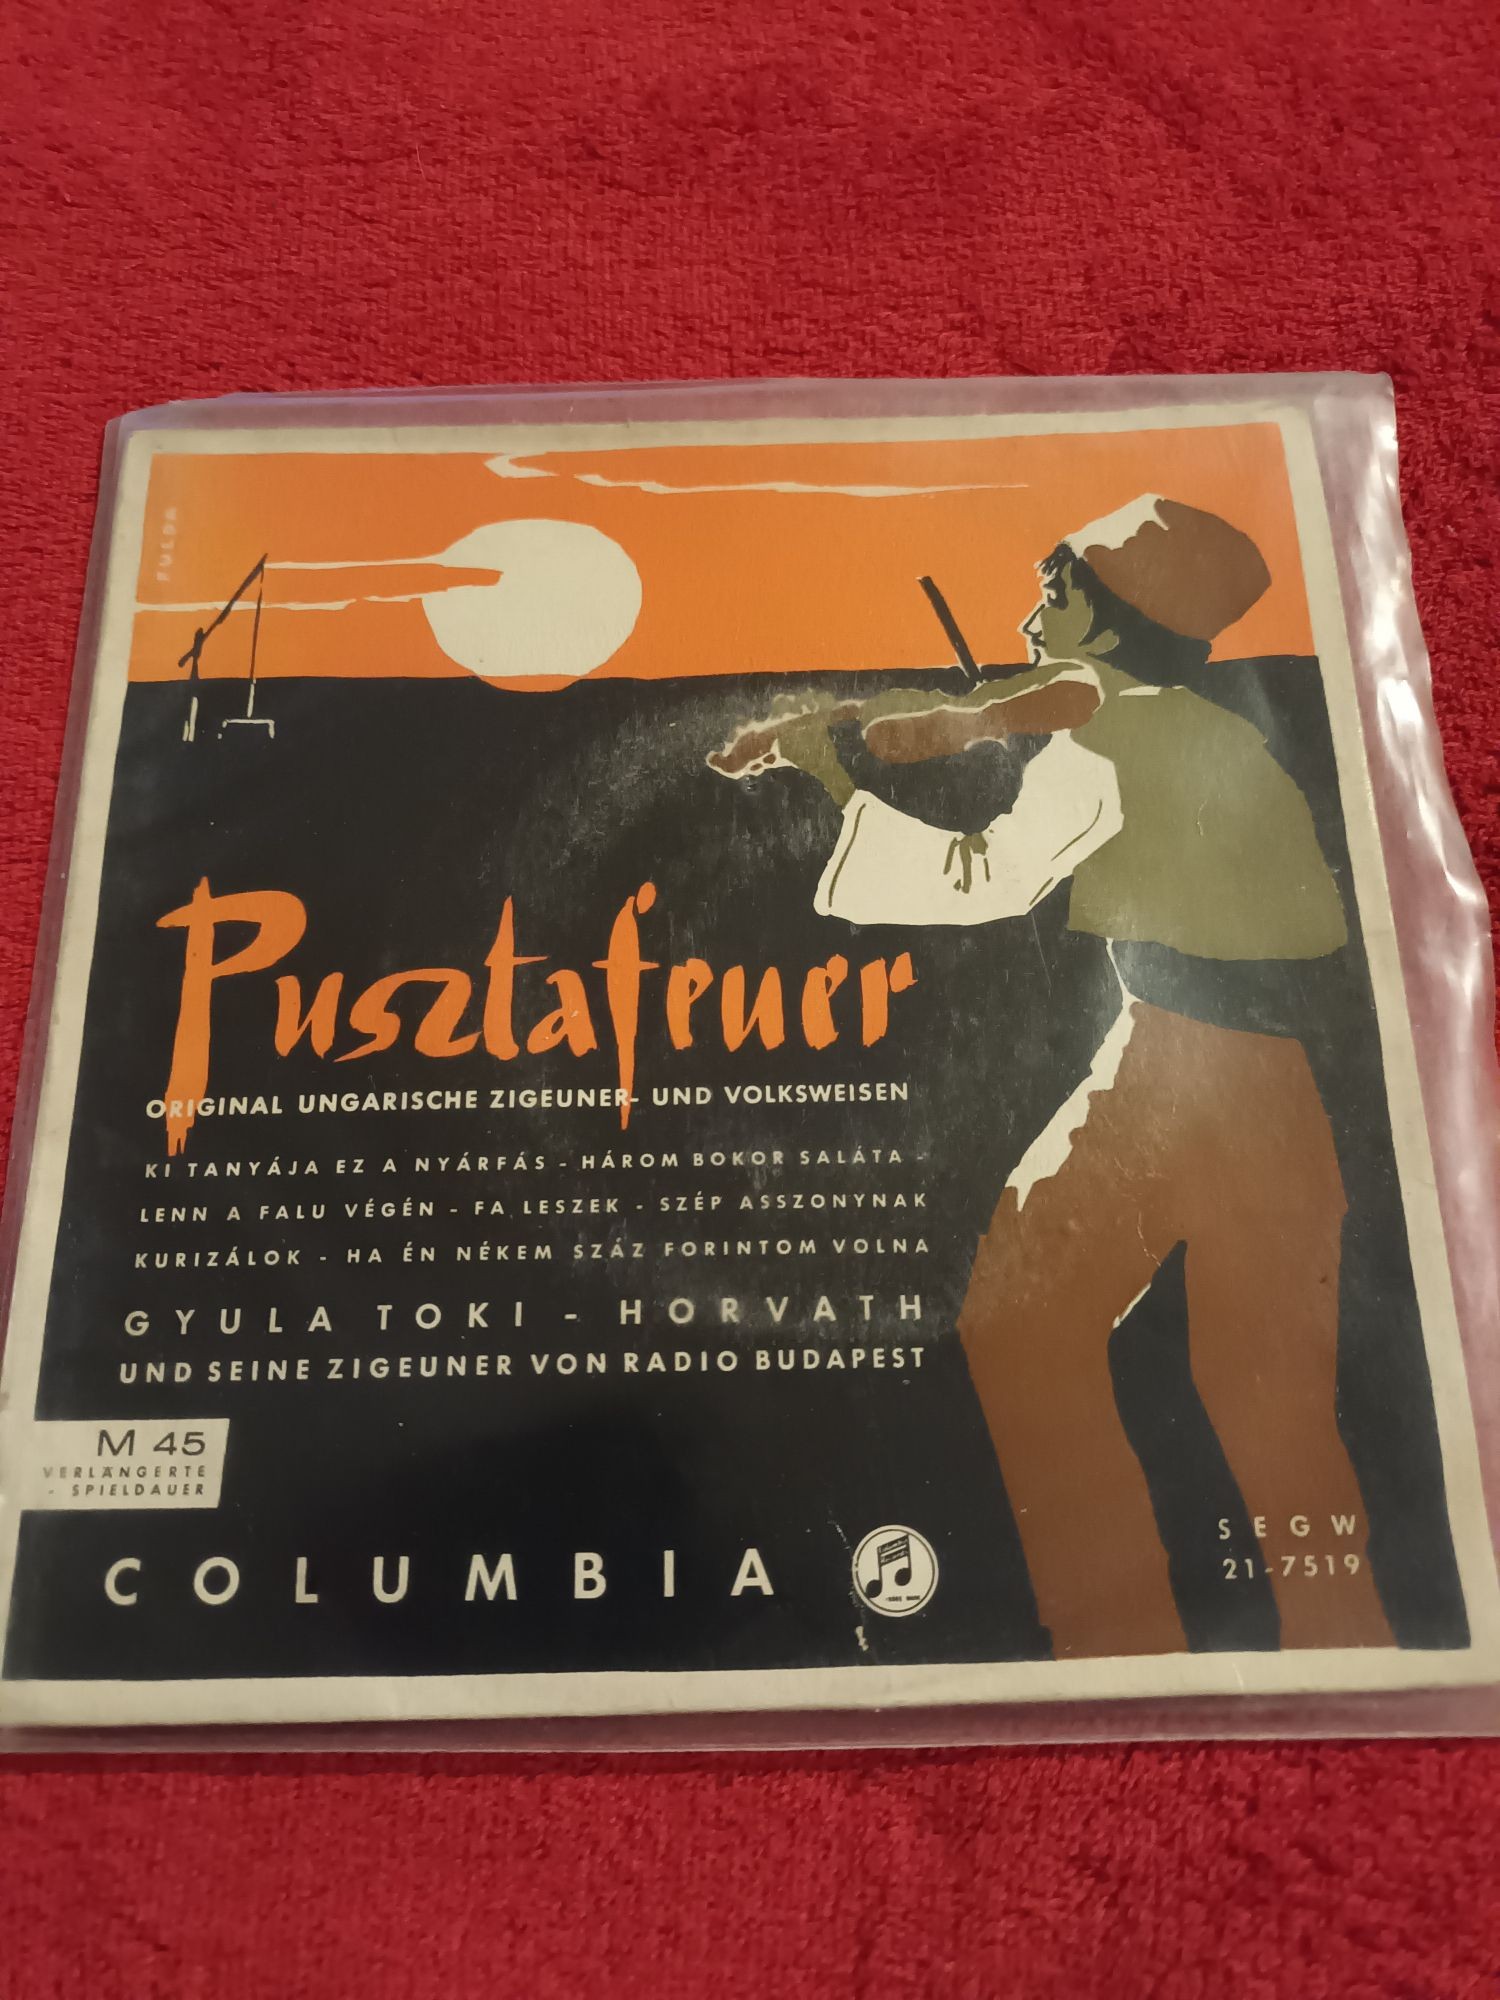 FULDA
Pusztafeuer
ORIGINAL UNGARISCHE ZIGEUNER- UND VOLKSWEISEN
KI TANYÁJA EZ A NYÁRFÁS - HÁROM BOKOR SALÁTA -
LENN A FALU VÉGÉN - FA LESZEK - SZÉP ASSZONYNAK
KURIZÁLOK - HA ÉN NÉKEM SZÁZ FORINTOM VOLNA
GYULA TOKI - HORVATH
UND SEINE ZIGEUNER VON RADIO BUDAPEST
M 45
VERLÄNGERTE
- SPIELDAUER
SEGW
21-7519
COLUMBIA